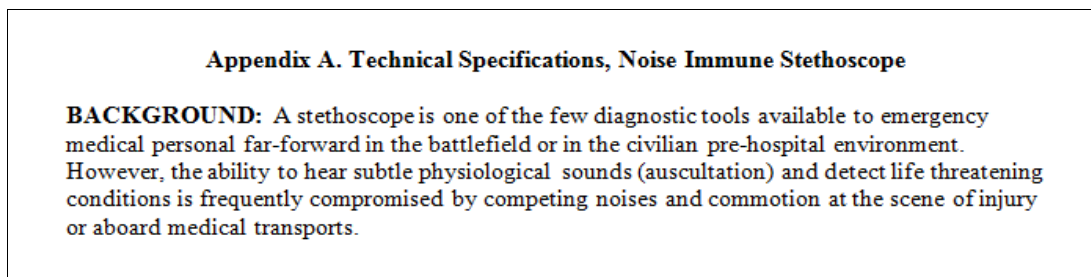 Appendix A. Technical Specifications, Noise Immune Stethoscope
BACKGROUND: A stethoscope is one of the few diagnostic tools available to emergency
medical personal far-forward in the battlefield or in the civilian pre-hospital environment.
However, the ability to hear subtle physiological sounds (auscultation) and detect life threatening
conditions is frequently compromised by competing noises and commotion at the scene of injury
or aboard medical transports.